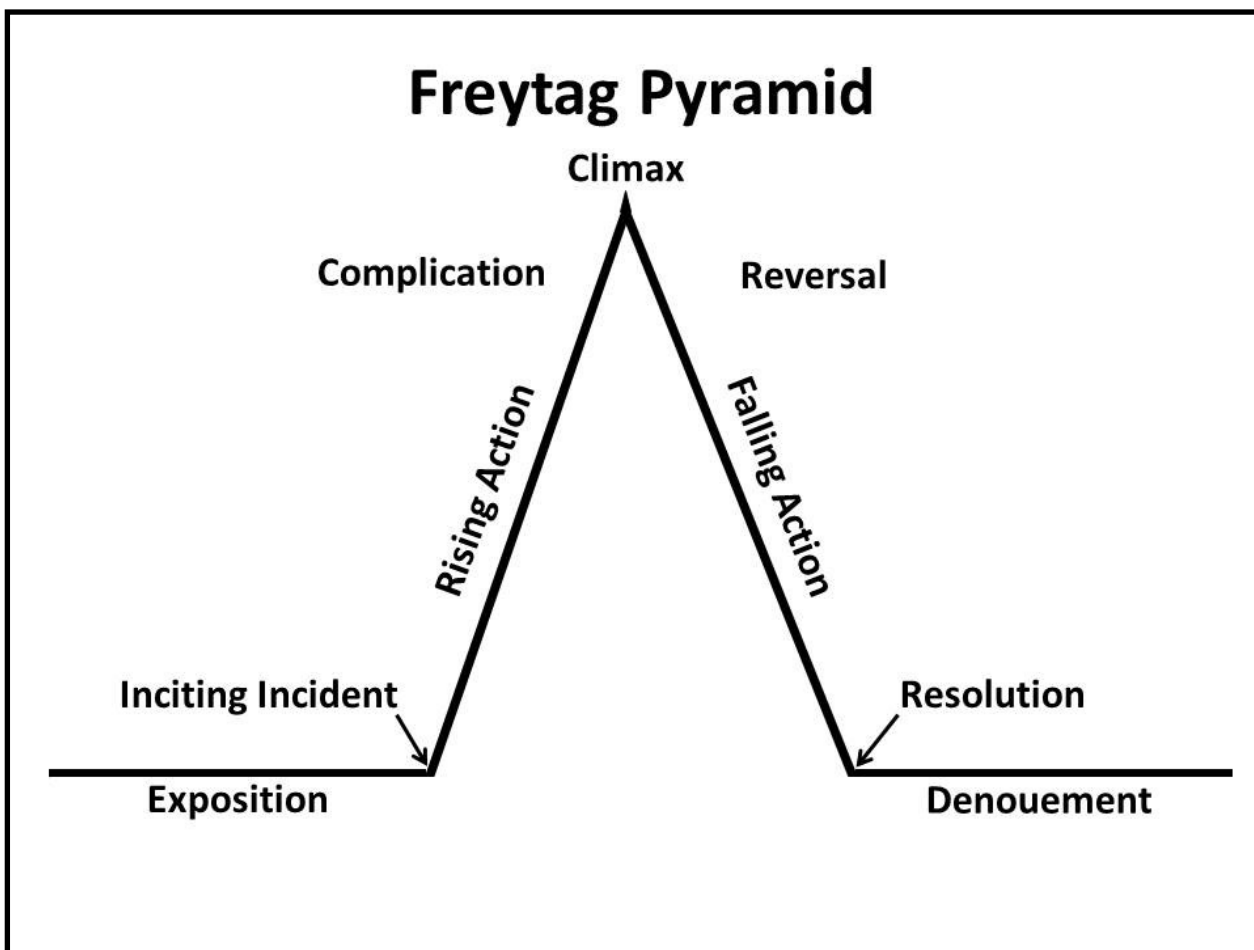 Freytag Pyramid
Climax
Complication
Reversal
Rising Action
Falling Action
Inciting Incident
Resolution
Exposition
Denouement